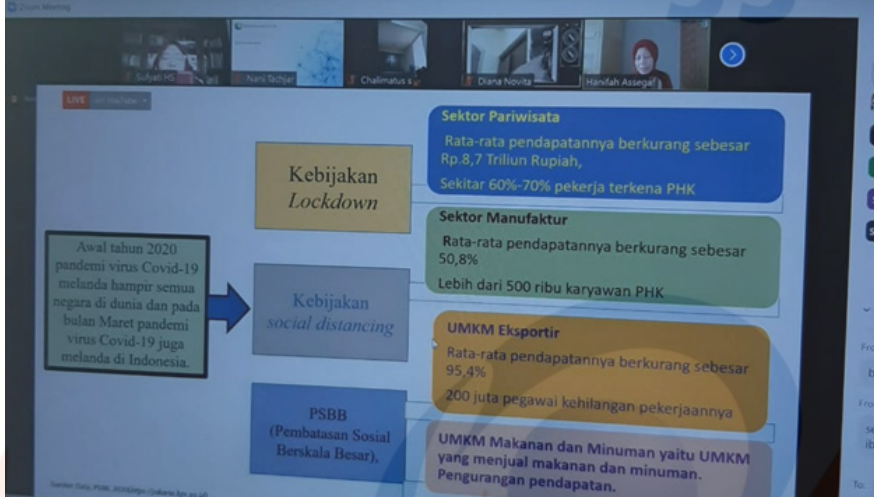 Zoom Meeting
Sufyati HS
Nani Tachjar
Chalimatus s
Diana Novita
Hanifah Assegaf
LIVE
Awal tahun 2020
pandemi virus Covid-19
melanda hampir semua
negara di dunia dan pada
bulan Maret pandemi
virus Covid-19 juga
melanda di Indonesia.
Kebijakan
Lockdown
Kebijakan
social distancing
PSBB
(Pembatasan Sosial
Berskala Besar),
Sektor Pariwisata
Rata-rata pendapatannya berkurang sebesar
Rp.8,7 Triliun Rupiah,
Sekitar 60%-70% pekerja terkena PHK
Sektor Manufaktur
Rata-rata pendapatannya berkurang sebesar
50,8%
Lebih dari 500 ribu karyawan PHK
UMKM Eksportir
Rata-rata pendapatannya berkurang sebesar
95,4%
200 juta pegawai kehilangan pekerjaannya
UMKM Makanan dan Minuman yaitu UMKM
yang menjual makanan dan minuman.
Pengurangan pendapatan.
To: